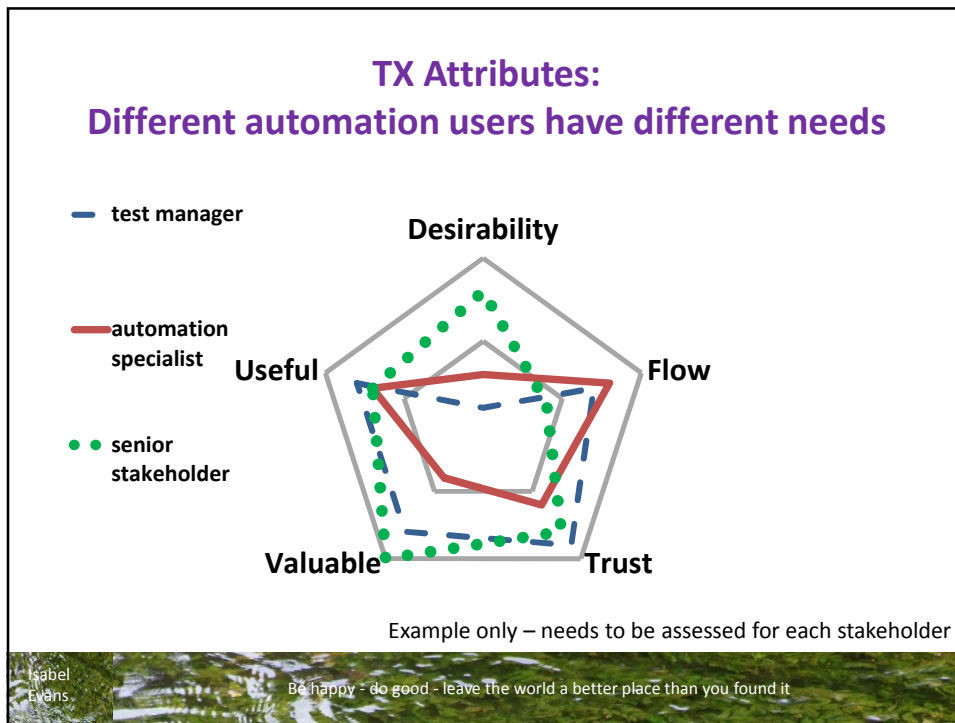 TX Attributes:
Different automation users have different needs
test manager
Desirability
automation
specialist
Useful
Flow
senior
stakeholder
Valuable
Trust
Example only – needs to be assessed for each stakeholder
Isabel
Evans
Be happy - do good - leave the world a better place than you found it